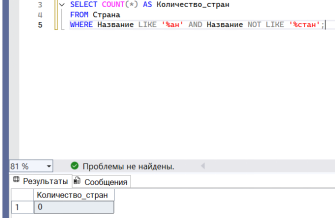 3 SELECT COUNT(*) AS Количество_стран
4 FROM Страна
5 WHERE Название LIKE '%ан' AND Название NOT LIKE '%стан';
81 % Проблемы не найдены.
Результаты Сообщения
Количество_стран
1 0